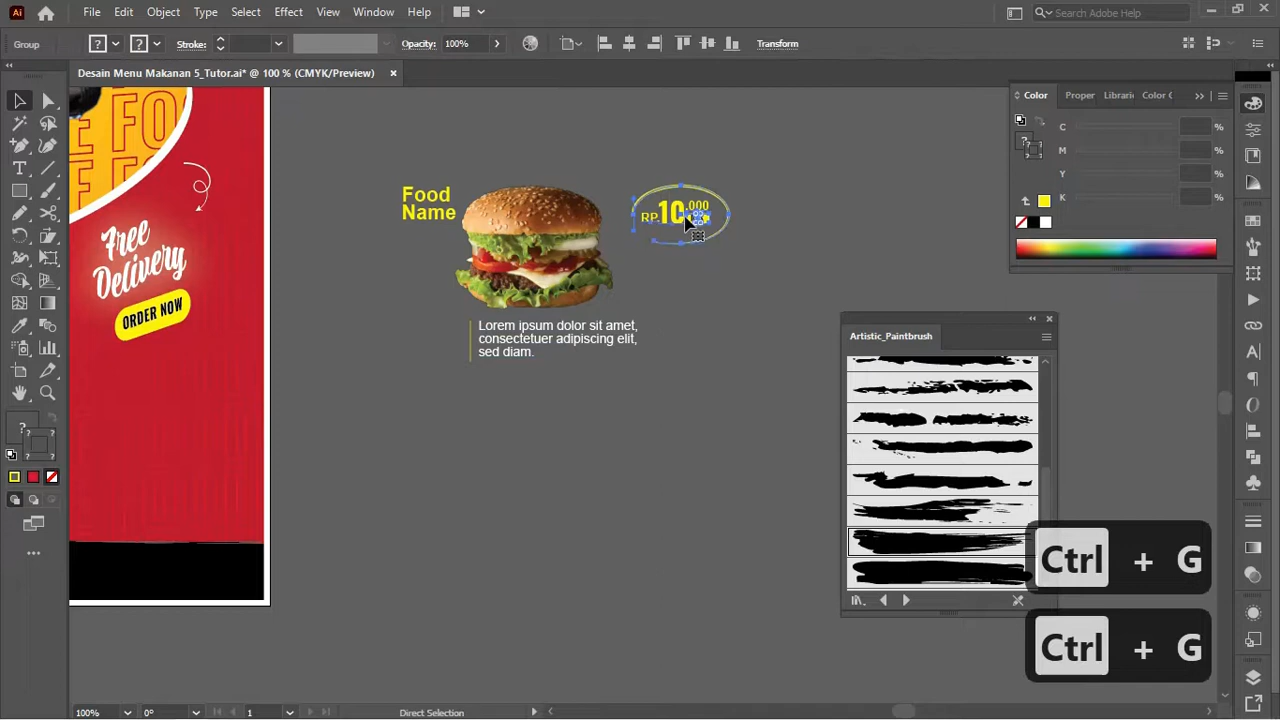 Ai
File
Edit
Object
Type
Select
Effect
View
Window
Help
Search Adobe Help
Group
Stroke:
Opacity:
100%
Transform
Desain Menu Makanan 5_Tutor.ai* @ 100 % (CMYK/Preview)
Color
Proper
Librari
Color
C
%
M
%
Y
%
K
%
E FO
E FO
Free
Delivery
ORDER NOW
Food
Name
RP.10.000
Lorem ipsum dolor sit amet,
consectetuer adipiscing elit,
sed diam.
Artistic_Paintbrush
Ctrl + G
Ctrl + G
100%
0°
1
Direct Selection